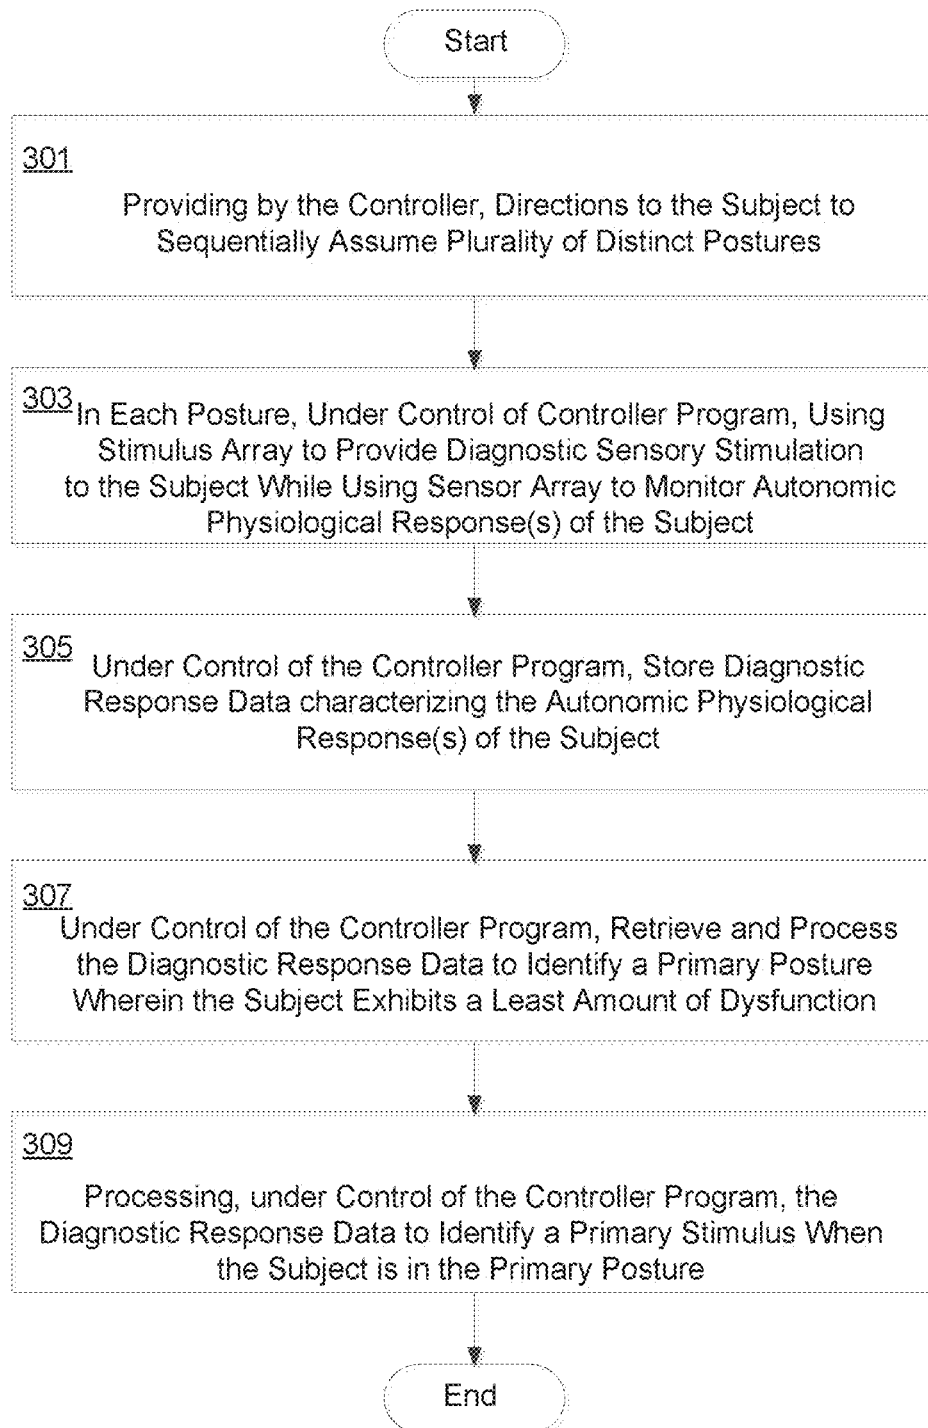 Start
301
Providing by the Controller, Directions to the Subject to
Sequentially Assume Plurality of Distinct Postures
303
In Each Posture, Under Control of Controller Program, Using
Stimulus Array to Provide Diagnostic Sensory Stimulation
to the Subject While Using Sensor Array to Monitor Autonomic
Physiological Response(s) of the Subject
305
Under Control of the Controller Program, Store Diagnostic
Response Data characterizing the Autonomic Physiological
Response(s) of the Subject
307
Under Control of the Controller Program, Retrieve and Process
the Diagnostic Response Data to Identify a Primary Posture
Wherein the Subject Exhibits a Least Amount of Dysfunction
309
Processing, under Control of the Controller Program, the
Diagnostic Response Data to Identify a Primary Stimulus When
the Subject is in the Primary Posture
End